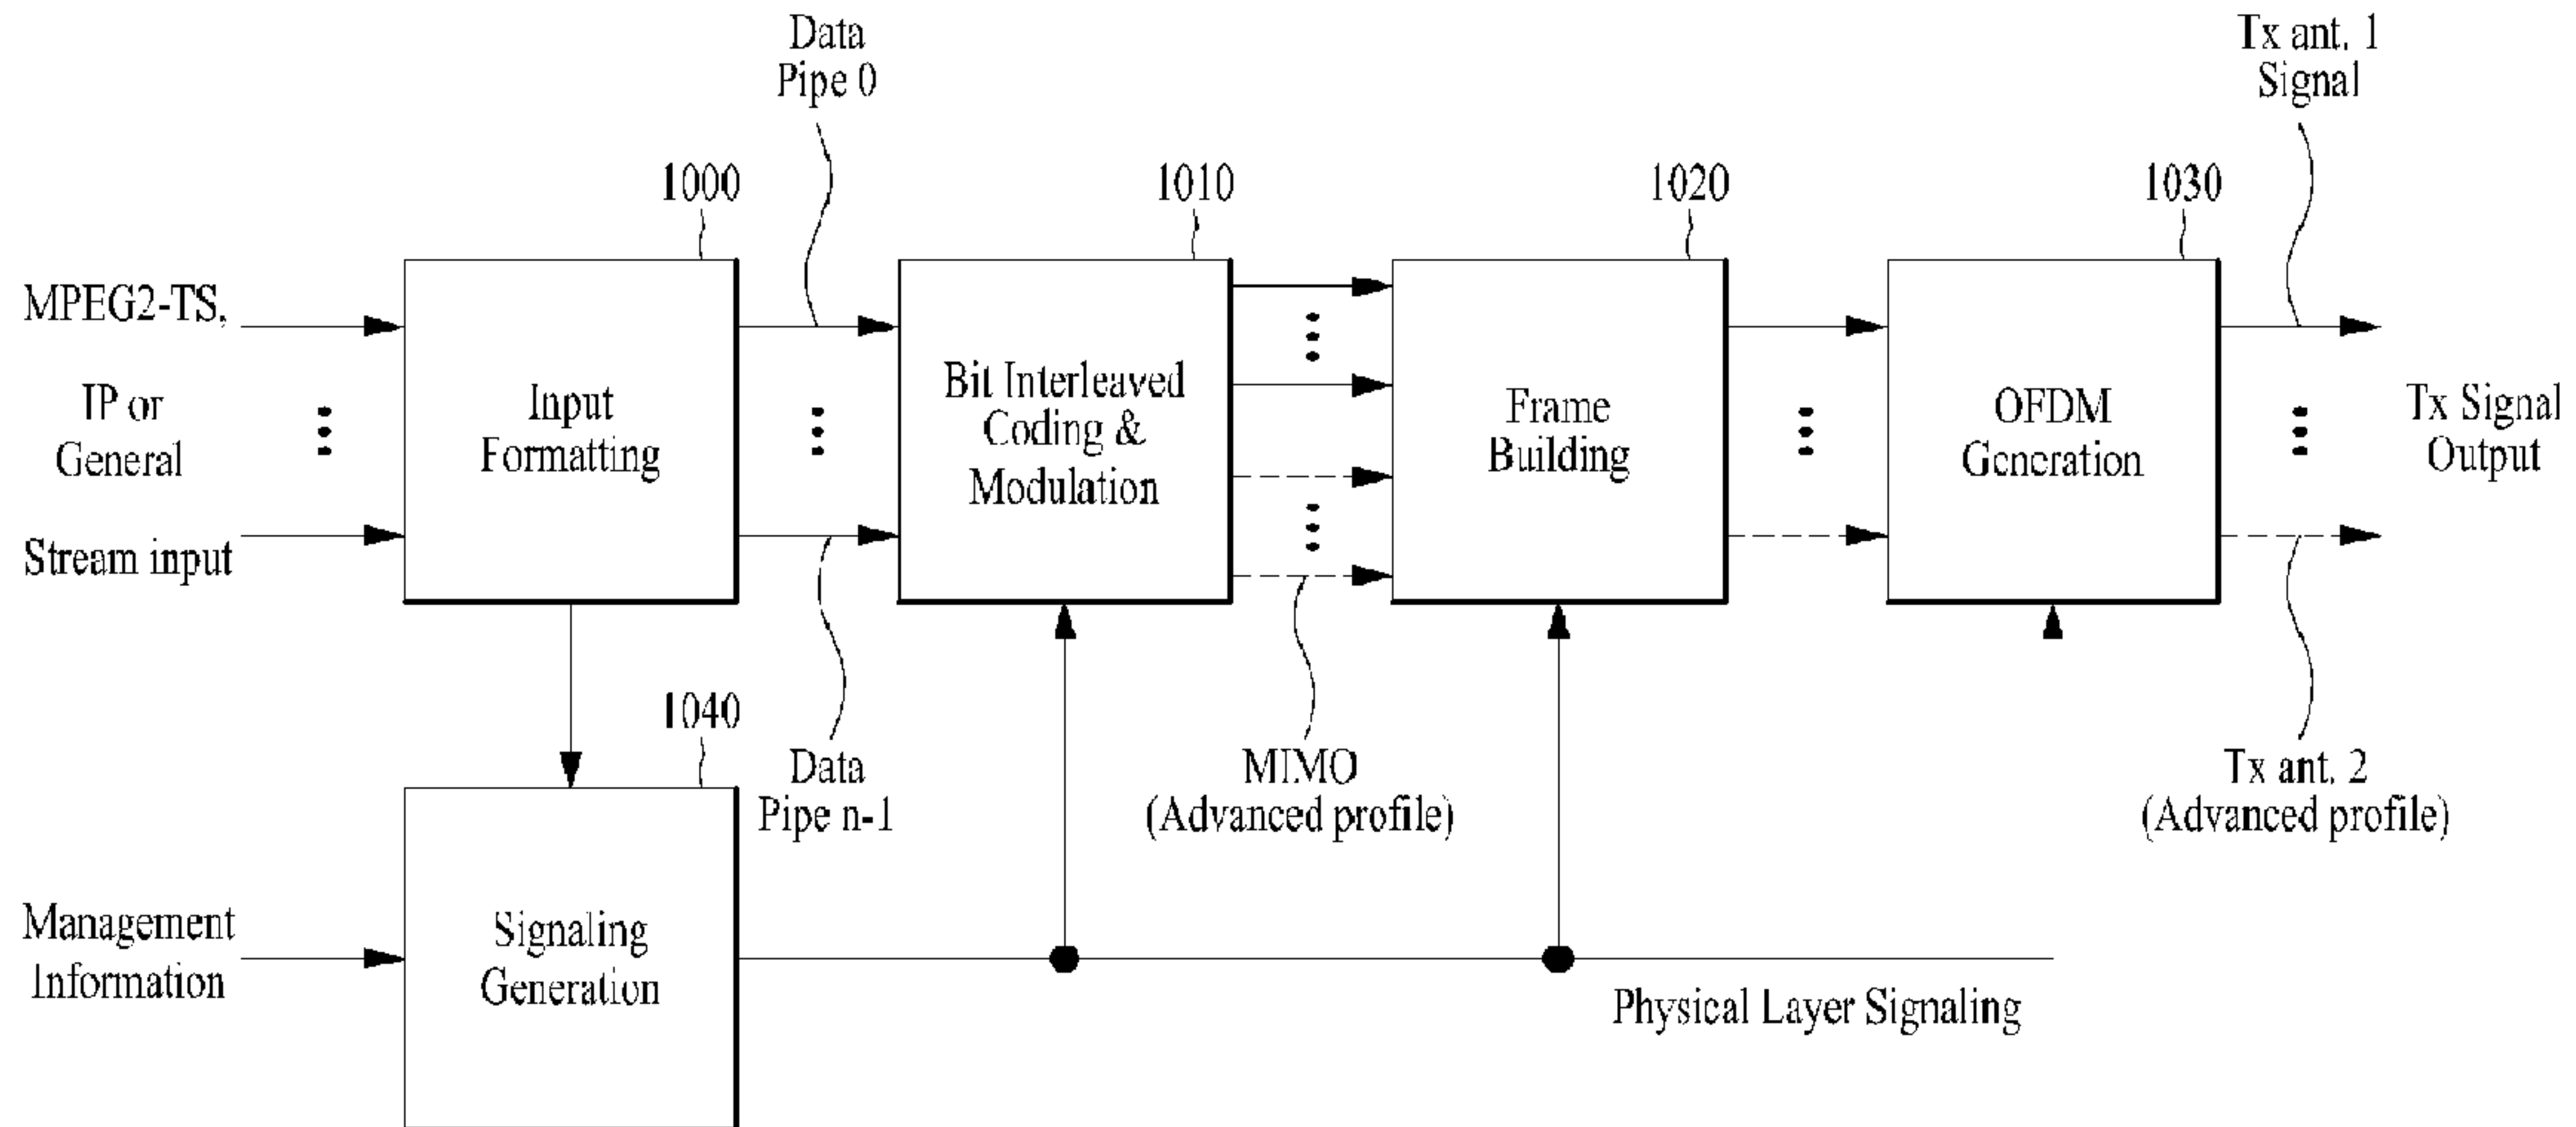 Data
Pipe 0
Tx ant. 1
Signal
1000
1010
1020
1030
MPEG2-TS,
IP or
General
Stream input
Input
Formatting
Bit Interleaved
Coding &
Modulation
Frame
Building
OFDM
Generation
Tx Signal
Output
1040
Data
Pipe n-1
MIMO
(Advanced profile)
Tx ant. 2
(Advanced profile)
Management
Information
Signaling
Generation
Physical Layer Signaling